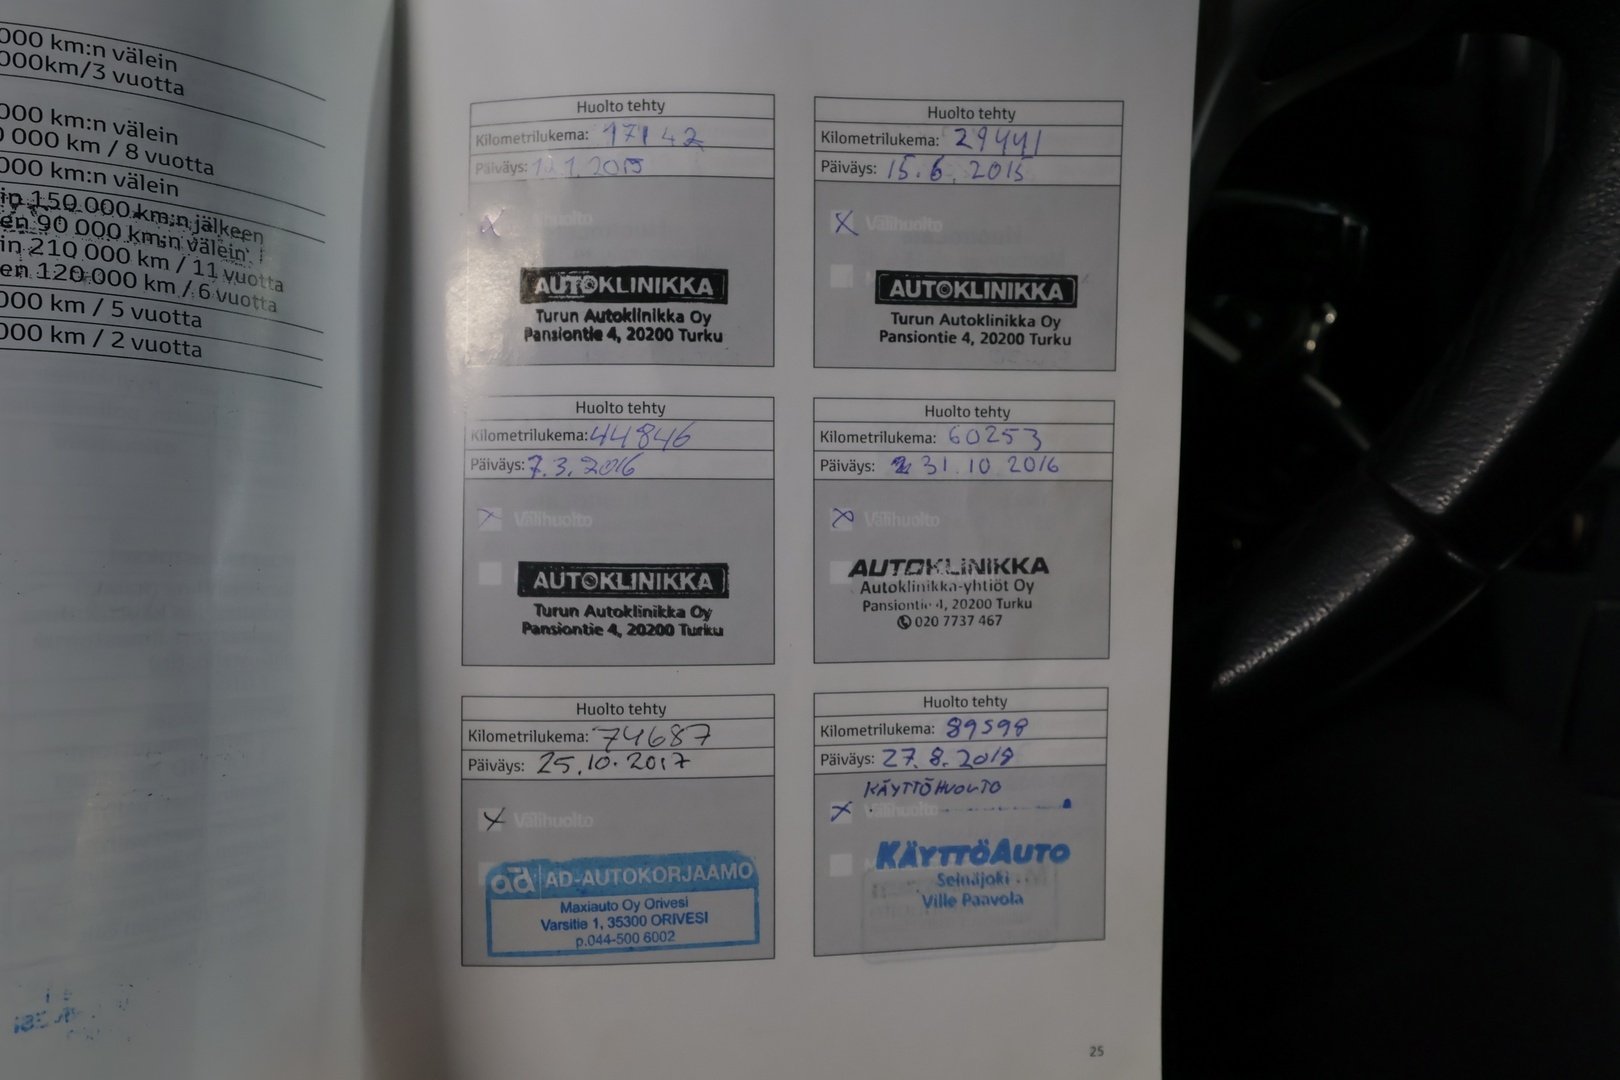 000 km:n välein
000km/3 vuotta
000 km:n välein
0 000 km / 8 vuotta
000 km:n välein
in 150 000 km:n jälkeen
en 90 000 km:n välein
in 210 000 km / 11 vuotta
en 120 000 km / 6 vuotta
000 km / 5 vuotta
000 km / 2 vuotta
Huolto tehty
Kilometrilukema: 17142
Päiväys: 1.2015
Välihuolto
AUTOKLINIKKA
Turun Autoklinikka Oy
Pansiontie 4, 20200 Turku
Huolto tehty
Kilometrilukema: 29441
Päiväys: 15.6.2015
Välihuolto
AUTOKLINIKKA
Turun Autoklinikka Oy
Pansiontie 4, 20200 Turku
Huolto tehty
Kilometrilukema: 44846
Päiväys: 7.3.2016
Välihuolto
AUTOKLINIKKA
Turun Autoklinikka Oy
Pansiontie 4, 20200 Turku
Huolto tehty
Kilometrilukema: 60253
Päiväys: 31.10 2016
Välihuolto
AUTOKLINIKKA
Autoklinikka-yhtiöt Oy
Pansiontie 4, 20200 Turku
020 7737 467
Huolto tehty
Kilometrilukema: 74687
Päiväys: 25.10.2017
Välihuolto
ad AD-AUTOKORJAAMO
Maxiauto Oy Orivesi
Varsitie 1, 35300 ORIVESI
p.044-500 6002
Huolto tehty
Kilometrilukema: 89598
Päiväys: 27.8.2018
KÄYTTÖHUOLTO
Välihuolto
KÄYTTÖAUTO
Seinäjoki
Ville Paavola
25